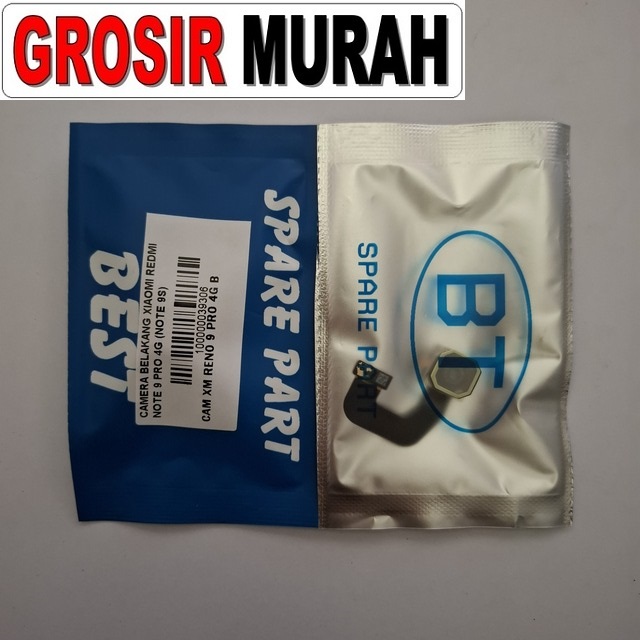 GROSIR MURAH
BEST
SPARE PART
CAMERA BELAKANG XIAOMI REDMI
NOTE 9 PRO 4G (NOTE 9S)
100000039306
CAM XM RENO 9 PRO 4G B
SPARE PART
BT